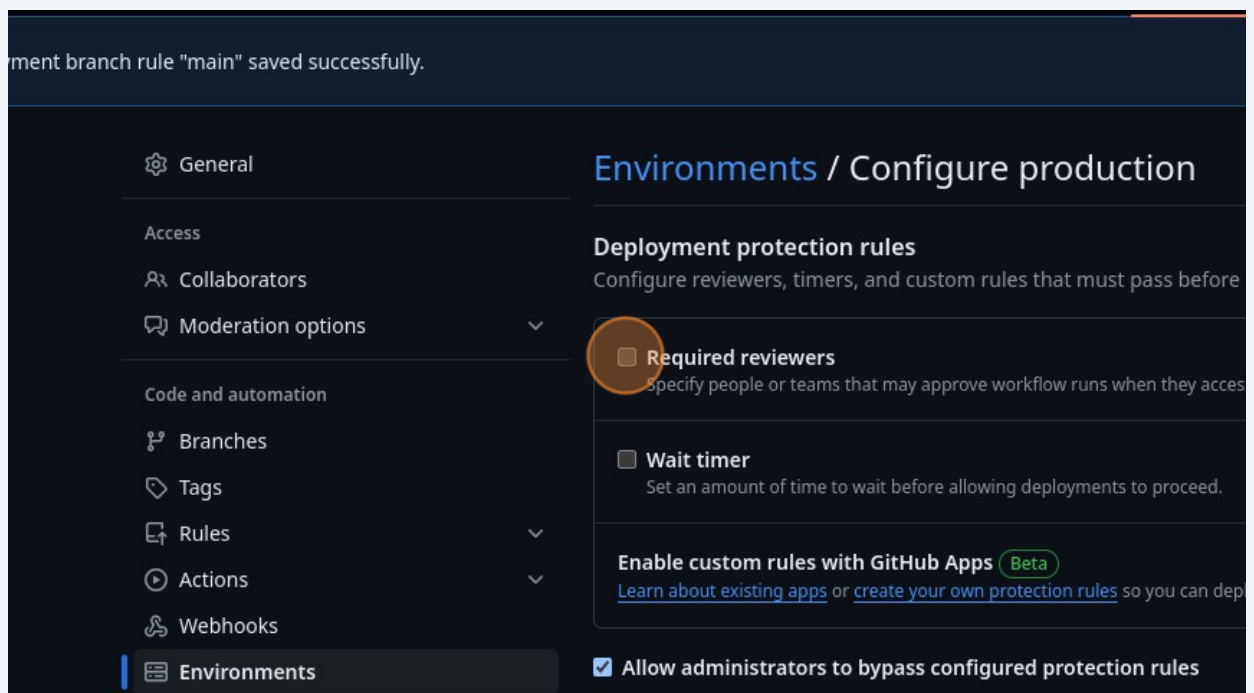 ment branch rule "main" saved successfully.
General
Access
Collaborators
Moderation options
Code and automation
Branches
Tags
Rules
Actions
Webhooks
Environments
Environments / Configure production
Deployment protection rules
Configure reviewers, timers, and custom rules that must pass before
Required reviewers
Specify people or teams that may approve workflow runs when they acces
Wait timer
Set an amount of time to wait before allowing deployments to proceed.
Enable custom rules with GitHub Apps Beta
Learn about existing apps or create your own protection rules so you can depl
Allow administrators to bypass configured protection rules